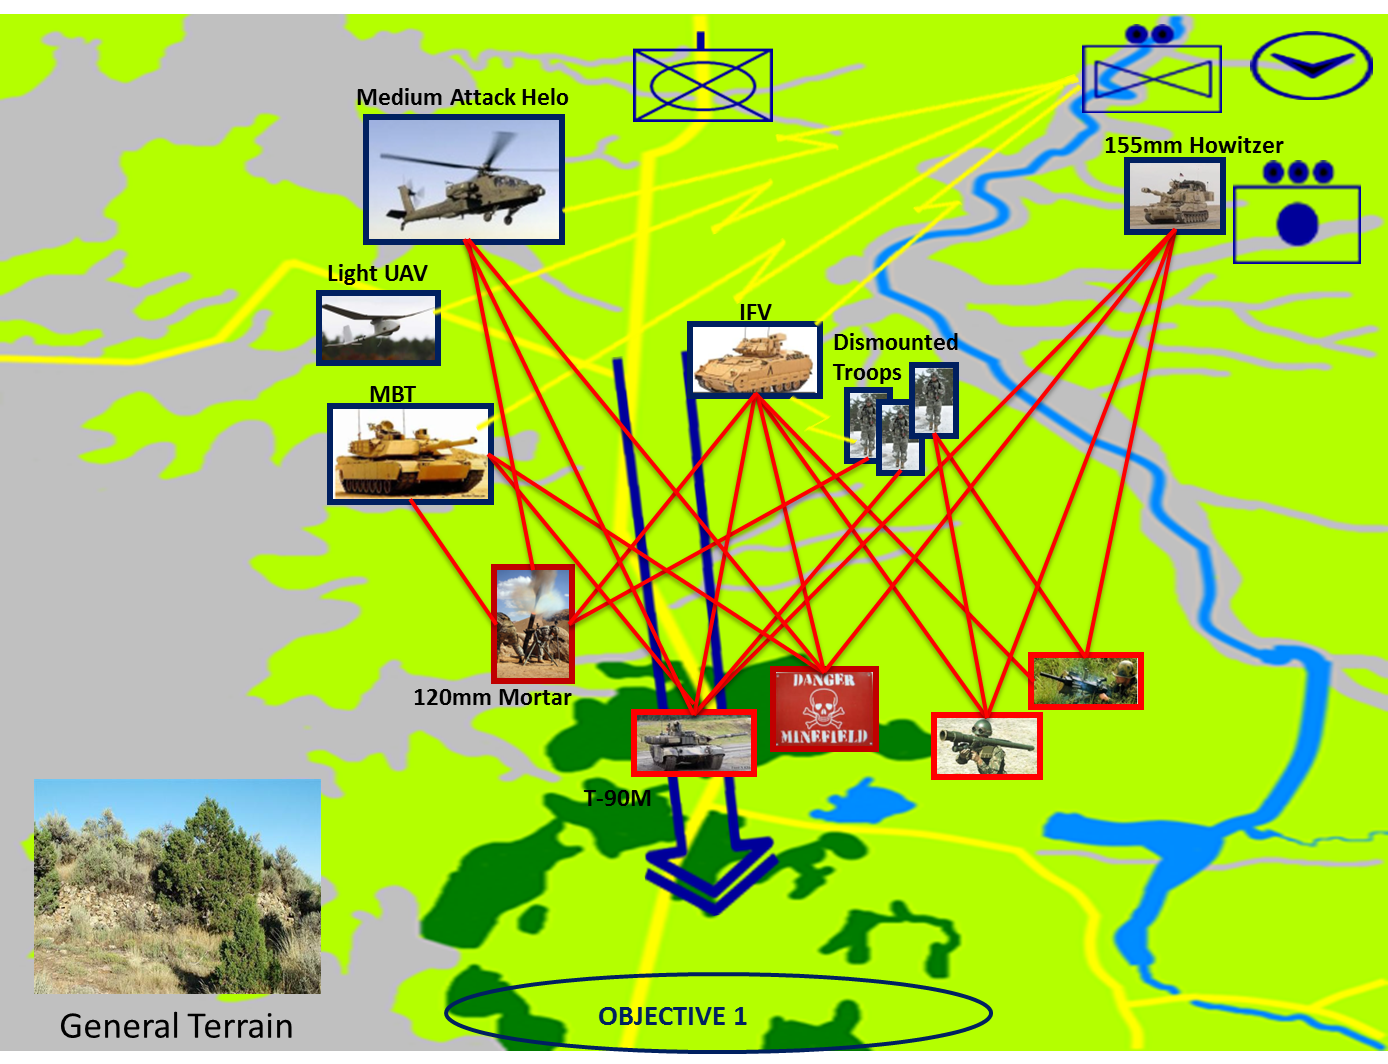 Medium Attack Helo
155mm Howitzer
Light UAV
IFV
Dismounted
Troops
MBT
120mm Mortar
DANGER
MINEFIELD
T-90M
OBJECTIVE 1
General Terrain